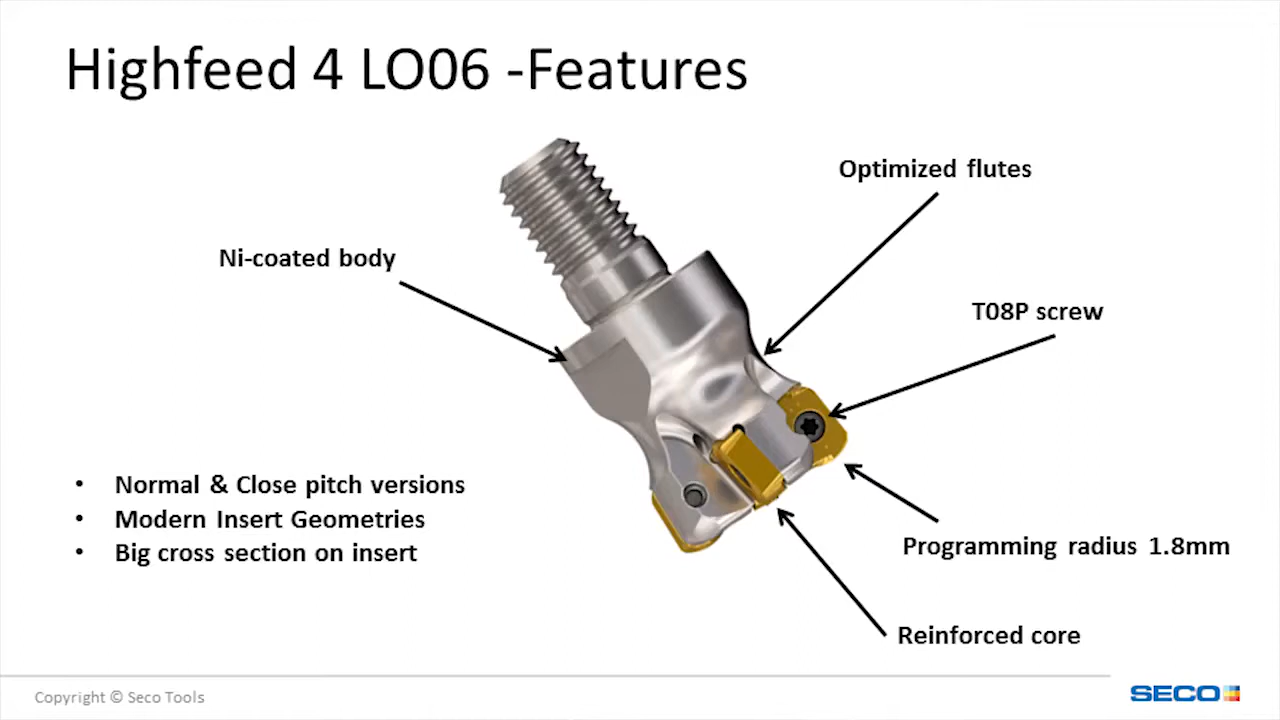 Highfeed 4 LO06 -Features
Optimized flutes
Ni-coated body
T08P screw
• Normal & Close pitch versions
• Modern Insert Geometries
• Big cross section on insert
Programming radius 1.8mm
Reinforced core
Copyright © Seco Tools
SECO